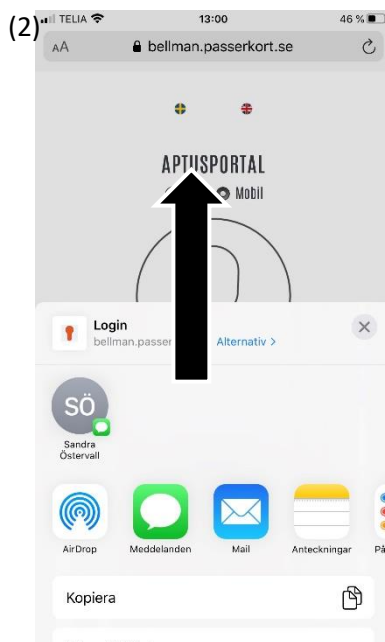 (2)
TELIA 13:00 46 %
AA bellman.passerkort.se
APTUSPORTAL
Mobil
Login
bellman.passer Alternativ >
SÖ
Sandra
Östervall
AirDrop Meddelanden Mail Anteckningar På
Kopiera